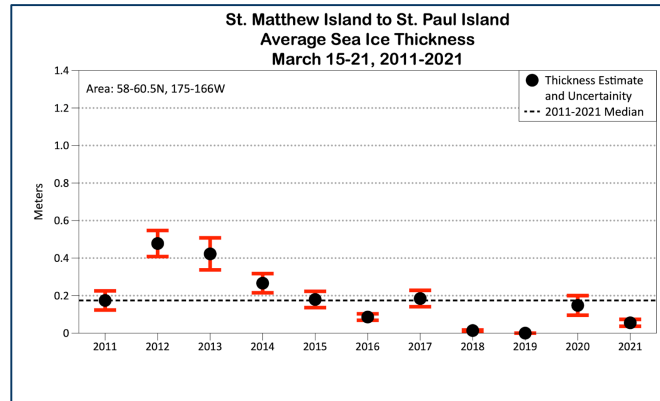 St. Matthew Island to St. Paul Island
Average Sea Ice Thickness
March 15-21, 2011-2021
1.4
Area: 58-60.5N, 175-166W
Thickness Estimate
and Uncertainity
2011-2021 Median
1.2
1.0
0.8
0.6
0.4
0.2
0
Meters
2011 2012 2013 2014 2015 2016 2017 2018 2019 2020 2021